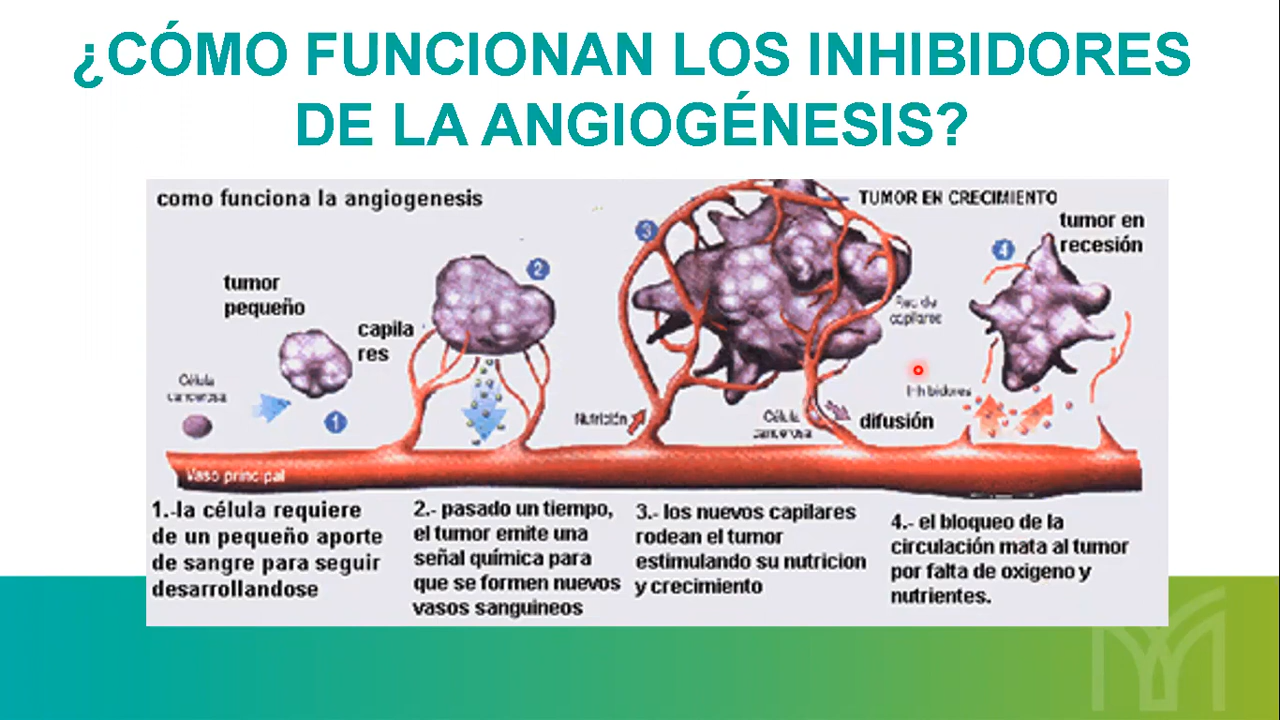 ¿CÓMO FUNCIONAN LOS INHIBIDORES
DE LA ANGIOGÉNESIS?
como funciona la angiogenesis
TUMOR EN CRECIMIENTO
tumor en
recesión
3
4
2
tumor
pequeño
capila
res
Red de
capilares
Célula
cancerosa
1
Inhibidores
Nutrición
Célula
cancerosa
difusión
Vaso principal
1.-la célula requiere
de un pequeño aporte
de sangre para seguir
desarrollandose
2.- pasado un tiempo,
el tumor emite una
señal química para
que se formen nuevos
vasos sanguineos
3.- los nuevos capilares
rodean el tumor
estimulando su nutricion
y crecimiento
4.- el bloqueo de la
circulación mata al tumor
por falta de oxigeno y
nutrientes.